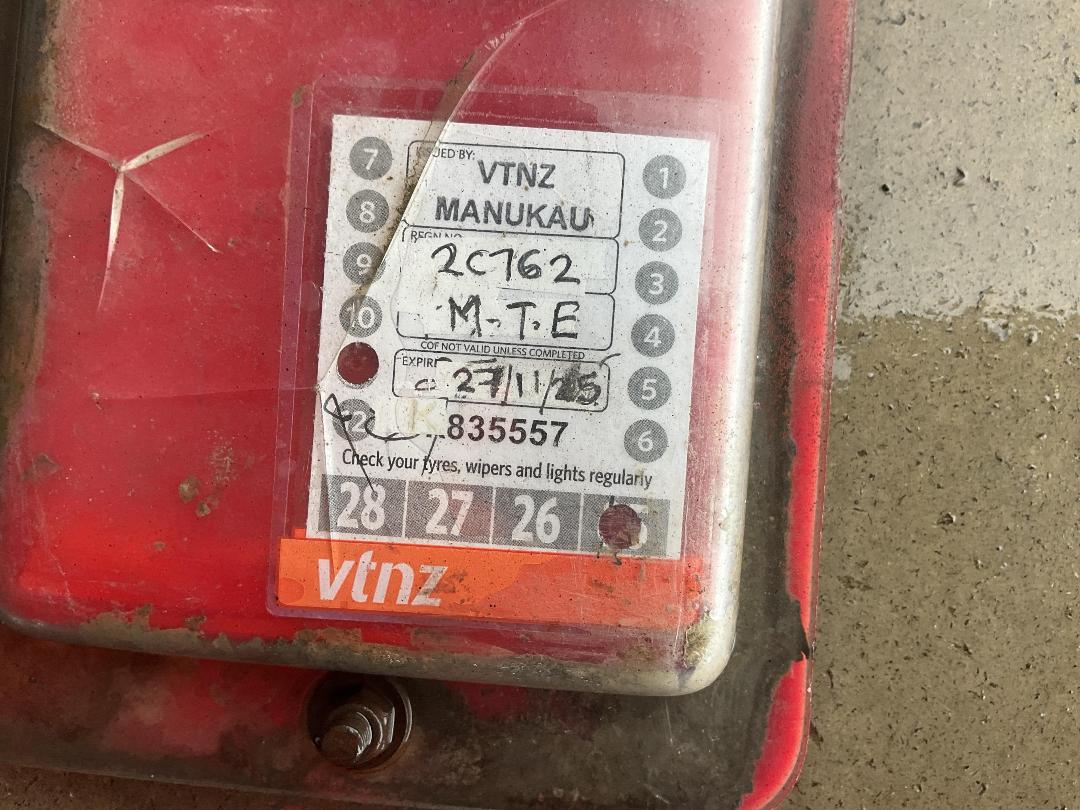 ISSUED BY:
VTNZ
MANUKAU
REGN NO
2C762
M.T.E
COF NOT VALID UNLESS COMPLETED
EXPIR
27/11/25
K
835557
Check your tyres, wipers and lights regularly
7
8
9
10
1
2
3
4
5
6
28 27 26
vtnz